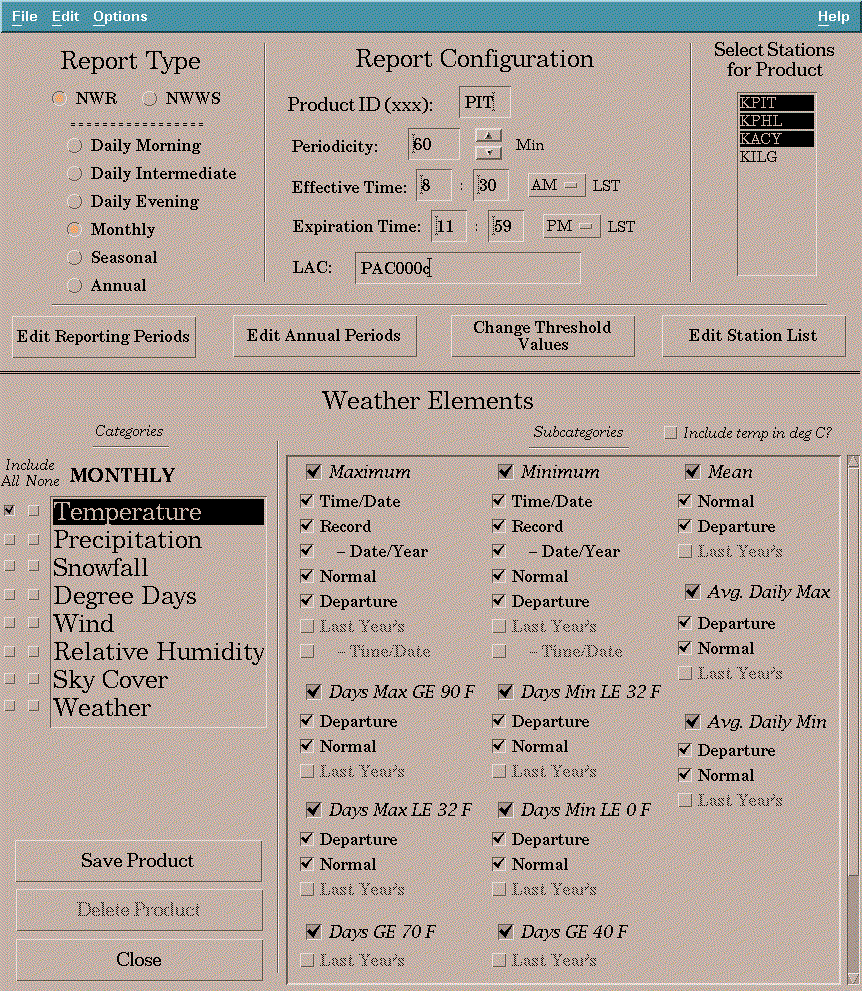 File Edit Options Help
Report Type
NWR NWWS
----------------
Daily Morning
Daily Intermediate
Daily Evening
Monthly
Seasonal
Annual
Report Configuration
Product ID (xxx): PIT
Periodicity: 60 Min
Effective Time: 8 : 30 AM LST
Expiration Time: 11 : 59 PM LST
LAC: PAC000c
Select Stations
for Product
KPIT
KPHL
KACY
KILG
Edit Reporting Periods
Edit Annual Periods
Change Threshold
Values
Edit Station List
Weather Elements
Categories
Include
All None
MONTHLY
Temperature
Precipitation
Snowfall
Degree Days
Wind
Relative Humidity
Sky Cover
Weather
Save Product
Delete Product
Close
Subcategories
Include temp in deg C?
Maximum
Time/Date
Record
– Date/Year
Normal
Departure
Last Year's
– Time/Date
Days Max GE 90 F
Departure
Normal
Last Year's
Days Max LE 32 F
Departure
Normal
Last Year's
Days GE 70 F
Last Year's
Minimum
Time/Date
Record
– Date/Year
Normal
Departure
Last Year's
– Time/Date
Days Min LE 32 F
Departure
Normal
Last Year's
Days Min LE 0 F
Departure
Normal
Last Year's
Days GE 40 F
Last Year's
Mean
Normal
Departure
Last Year's
Avg. Daily Max
Departure
Normal
Last Year's
Avg. Daily Min
Departure
Normal
Last Year's